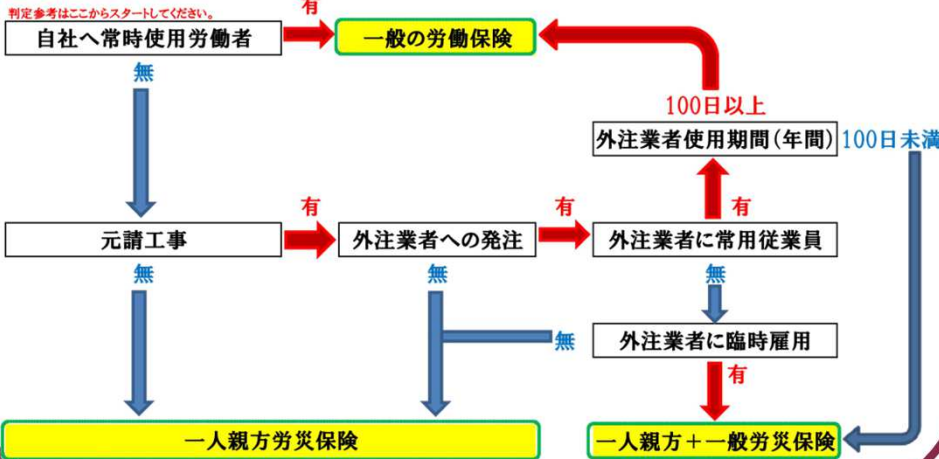 判定参考はここからスタートしてください。
有
自社へ常時使用労働者
一般の労働保険
無
100日以上
外注業者使用期間(年間)
100日未満
有
有
有
元請工事
外注業者への発注
外注業者に常用従業員
無
無
無
外注業者に臨時雇用
無
有
一人親方労災保険
一人親方+一般労災保険